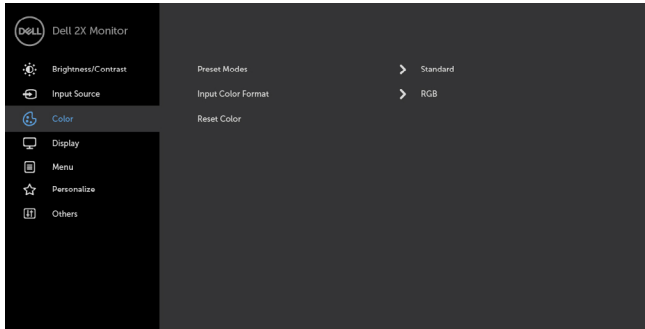 DELL Dell 2X Monitor
Brightness/Contrast
Preset Modes Standard
Input Source
Input Color Format RGB
Color
Reset Color
Display
Menu
Personalize
Others